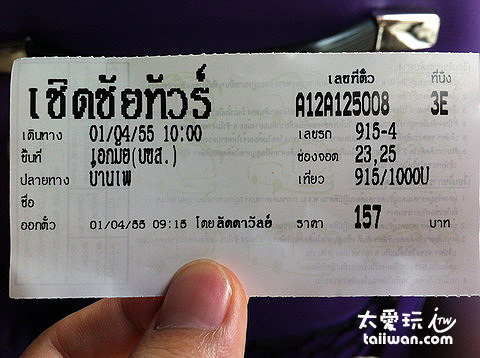 เชิดชัยทัวร์ เลขที่ตั๋ว ที่นั่ง
A12A125008 3E
เดินทาง 01/04/55 10:00 เลขรถ 915-4
ขึ้นที่ เอกมัย(บขส.) ช่องจอด 23,25
ปลายทาง บ้านเพ เที่ยว 915/1000U
ชื่อ
ออกตั๋ว 01/04/55 09:15 โดยลัดดาวัลย์ ราคา 157 บาท
大愛玩/tw
taiiwan.com